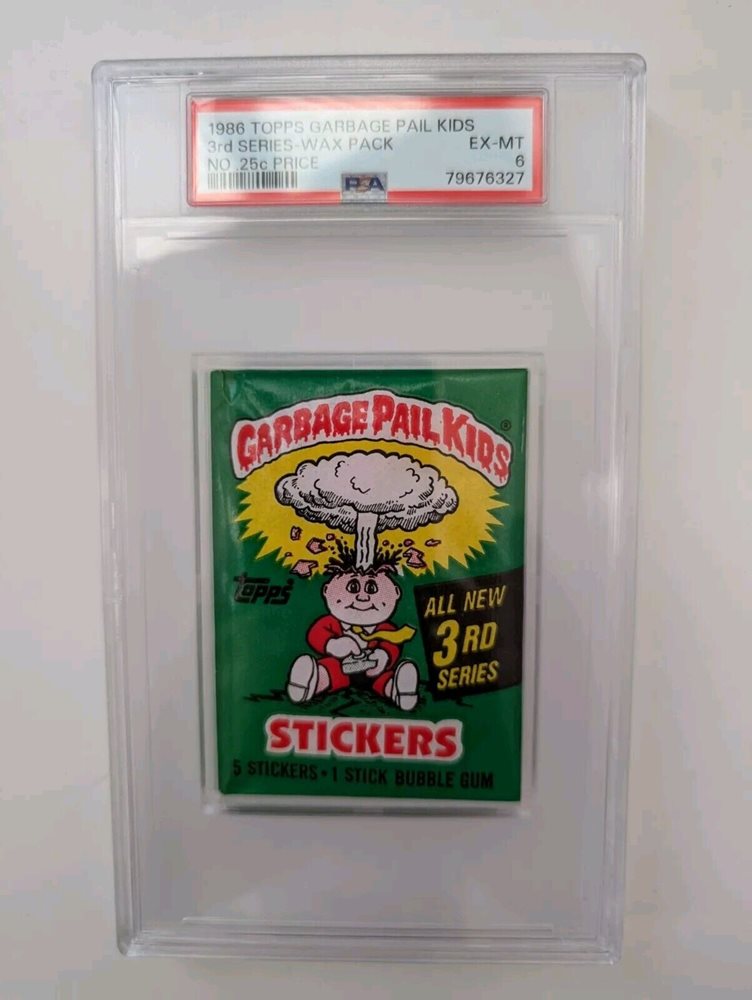 1986 TOPPS GARBAGE PAIL KIDS
3rd SERIES-WAX PACK EX-MT
NO .25c PRICE 6
PSA 79676327
GARBAGE PAIL KIDS®
topps®
ALL NEW
3RD
SERIES
STICKERS
5 STICKERS • 1 STICK BUBBLE GUM